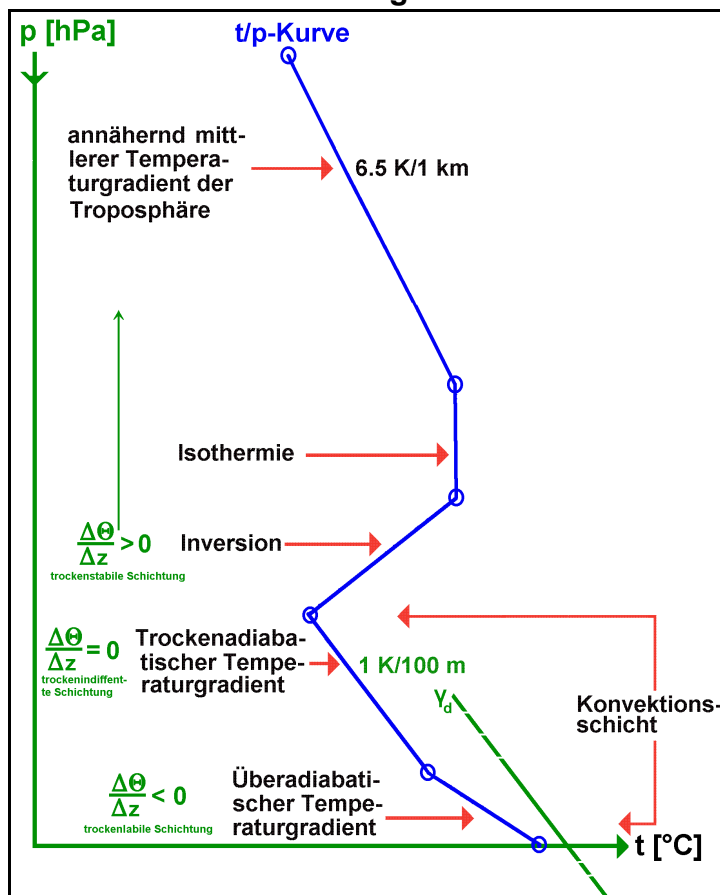 p [hPa]
t/p-Kurve
annähernd mitt-
lerer Tempera-
turgradient der
Troposphäre
6.5 K/1 km
Isothermie
ΔΘ
Δz
> 0
trockenstabile Schichtung
Inversion
ΔΘ
Δz
= 0
trockenindiffent-
te Schichtung
Trockenadiaba-
tischer Tempe-
raturgradient
1 K/100 m
γd
Konvektions-
schicht
ΔΘ
Δz
< 0
trockenlabile Schichtung
Überadiabati-
scher Tempe-
raturgradient
t [°C]